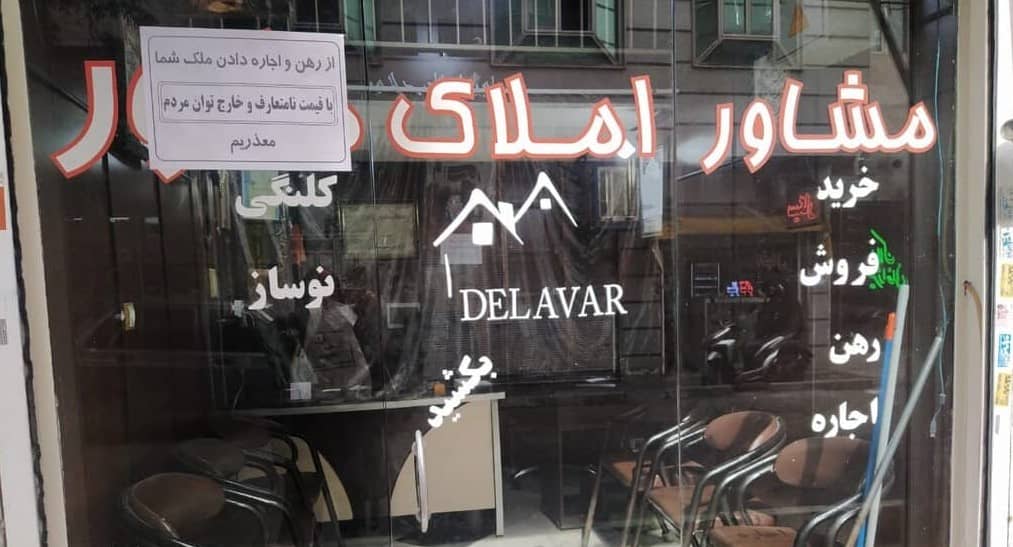 از رهن و اجاره دادن ملک شما
با قیمت نامتعارف و خارج توان مردم
معذریم
مشاور املاک
کلنگی
نوساز
DELAVAR
بکشید
خرید
فروش
رهن
اجاره